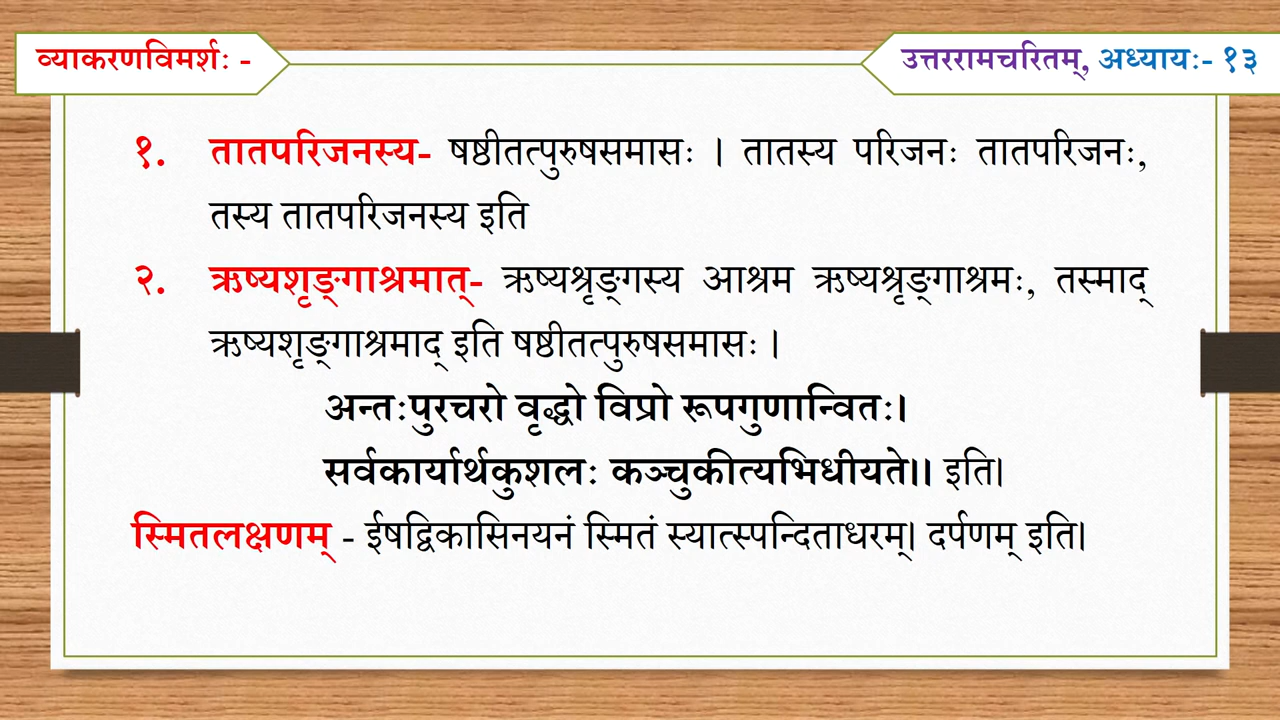 व्याकरणविमर्शः -
उत्तररामचरितम्, अध्यायः- १३
१. तातपरिजनस्य- षष्ठीतत्पुरुषसमासः । तातस्य परिजनः तातपरिजनः,
तस्य तातपरिजनस्य इति
२. ऋष्यशृङ्गाश्रमात्- ऋष्यश्रृङ्गस्य आश्रम ऋष्यश्रृङ्गाश्रमः, तस्माद्
ऋष्यशृङ्गाश्रमाद् इति षष्ठीतत्पुरुषसमासः ।
अन्तःपुरचरो वृद्धो विप्रो रूपगुणान्वितः।
सर्वकार्यार्थकुशलः कञ्चुकीत्यभिधीयते।। इति।
स्मितलक्षणम् - ईषद्विकासिनयनं स्मितं स्यात्स्पन्दिताधरम्। दर्पणम् इति।